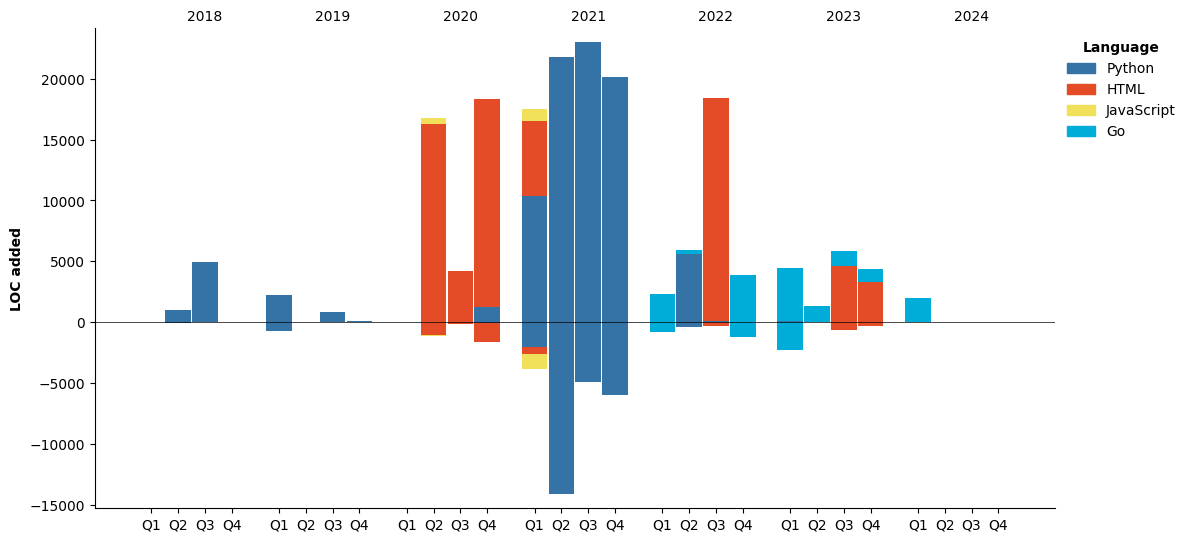 2018 2019 2020 2021 2022 2023 2024
Language
Python
HTML
JavaScript
Go
LOC added
20000
15000
10000
5000
0
−5000
−10000
−15000
Q1 Q2 Q3 Q4 Q1 Q2 Q3 Q4 Q1 Q2 Q3 Q4 Q1 Q2 Q3 Q4 Q1 Q2 Q3 Q4 Q1 Q2 Q3 Q4 Q1 Q2 Q3 Q4